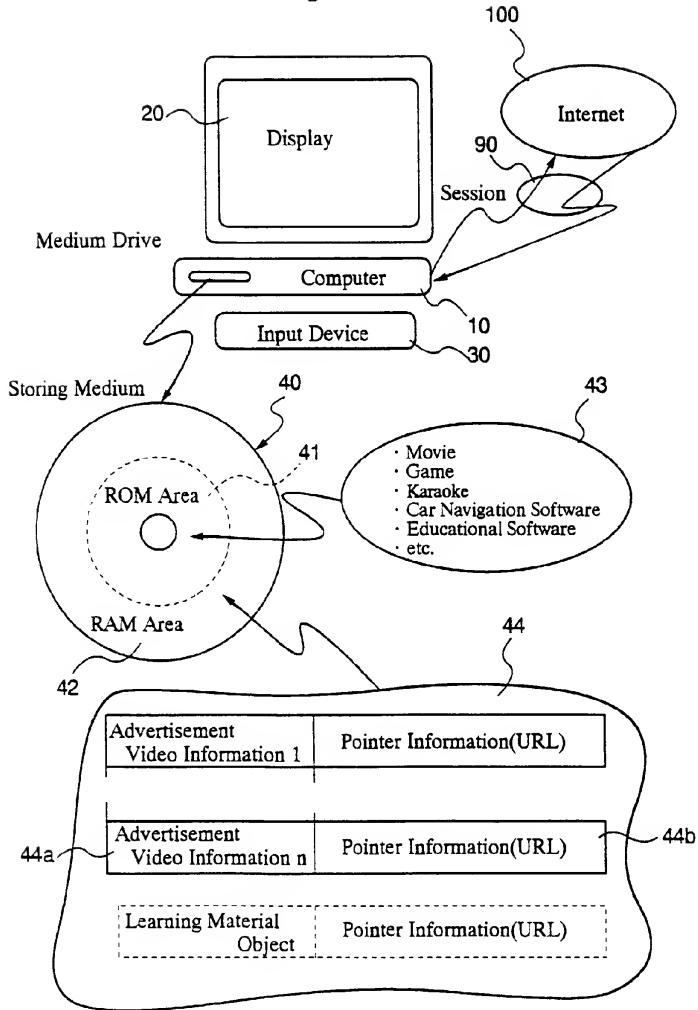 100
Internet
20
Display
90
Session
Medium Drive
Computer
10
Input Device
30
Storing Medium
40
43
41
ROM Area
· Movie
· Game
· Karaoke
· Car Navigation Software
· Educational Software
· etc.
RAM Area
42
44
Advertisement
Video Information 1
Pointer Information(URL)
Advertisement
Video Information n
Pointer Information(URL)
44a
44b
Learning Material
Object
Pointer Information(URL)